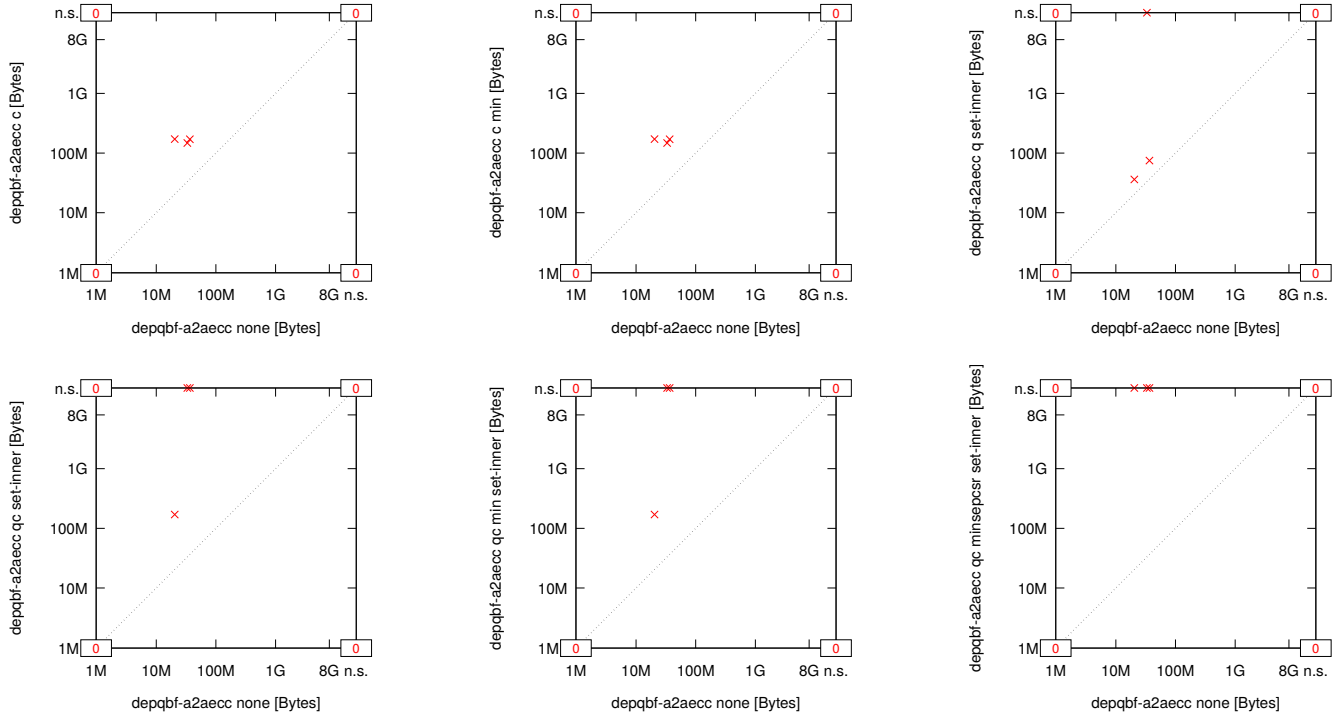 n.s. 0 0
8G
1G
100M
10M
1M 0 0
1M 10M 100M 1G 8G n.s.
depqbf-a2aecc c [Bytes]
depqbf-a2aecc none [Bytes]
n.s. 0 0
8G
1G
100M
10M
1M 0 0
1M 10M 100M 1G 8G n.s.
depqbf-a2aecc c min [Bytes]
depqbf-a2aecc none [Bytes]
n.s. 0 0
8G
1G
100M
10M
1M 0 0
1M 10M 100M 1G 8G n.s.
depqbf-a2aecc q set-inner [Bytes]
depqbf-a2aecc none [Bytes]
n.s. 0 0
8G
1G
100M
10M
1M 0 0
1M 10M 100M 1G 8G n.s.
depqbf-a2aecc qc set-inner [Bytes]
depqbf-a2aecc none [Bytes]
n.s. 0 0
8G
1G
100M
10M
1M 0 0
1M 10M 100M 1G 8G n.s.
depqbf-a2aecc qc min set-inner [Bytes]
depqbf-a2aecc none [Bytes]
n.s. 0 0
8G
1G
100M
10M
1M 0 0
1M 10M 100M 1G 8G n.s.
depqbf-a2aecc qc minsepcsr set-inner [Bytes]
depqbf-a2aecc none [Bytes]